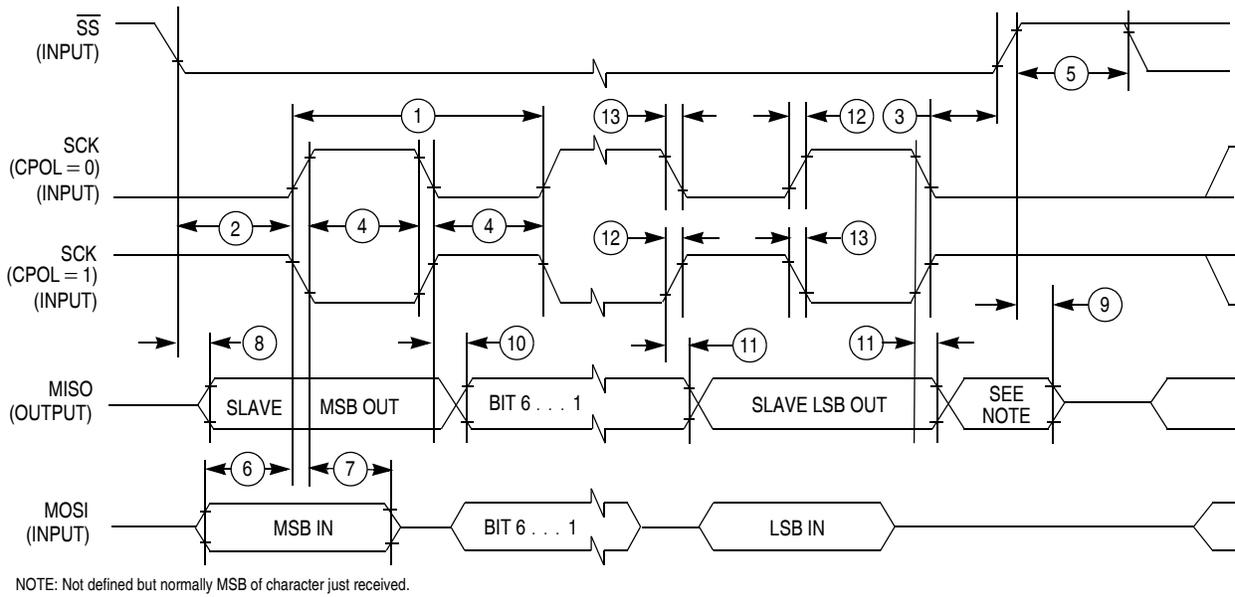 SS
(INPUT)
5
1
13
12
3
SCK
(CPOL = 0)
(INPUT)
2
4
4
12
13
SCK
(CPOL = 1)
(INPUT)
9
8
10
11
11
MISO
(OUTPUT)
SLAVE
MSB OUT
BIT 6 . . . 1
SLAVE LSB OUT
SEE
NOTE
6
7
MOSI
(INPUT)
MSB IN
BIT 6 . . . 1
LSB IN
NOTE: Not defined but normally MSB of character just received.